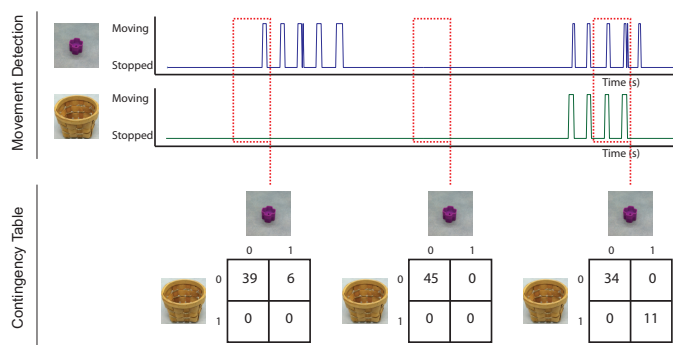 Movement Detection
Moving
Stopped
Time (s)
Moving
Stopped
Time (s)
Contingency Table
0 1
0 39 6
1 0 0
0 1
0 45 0
1 0 0
0 1
0 34 0
1 0 11